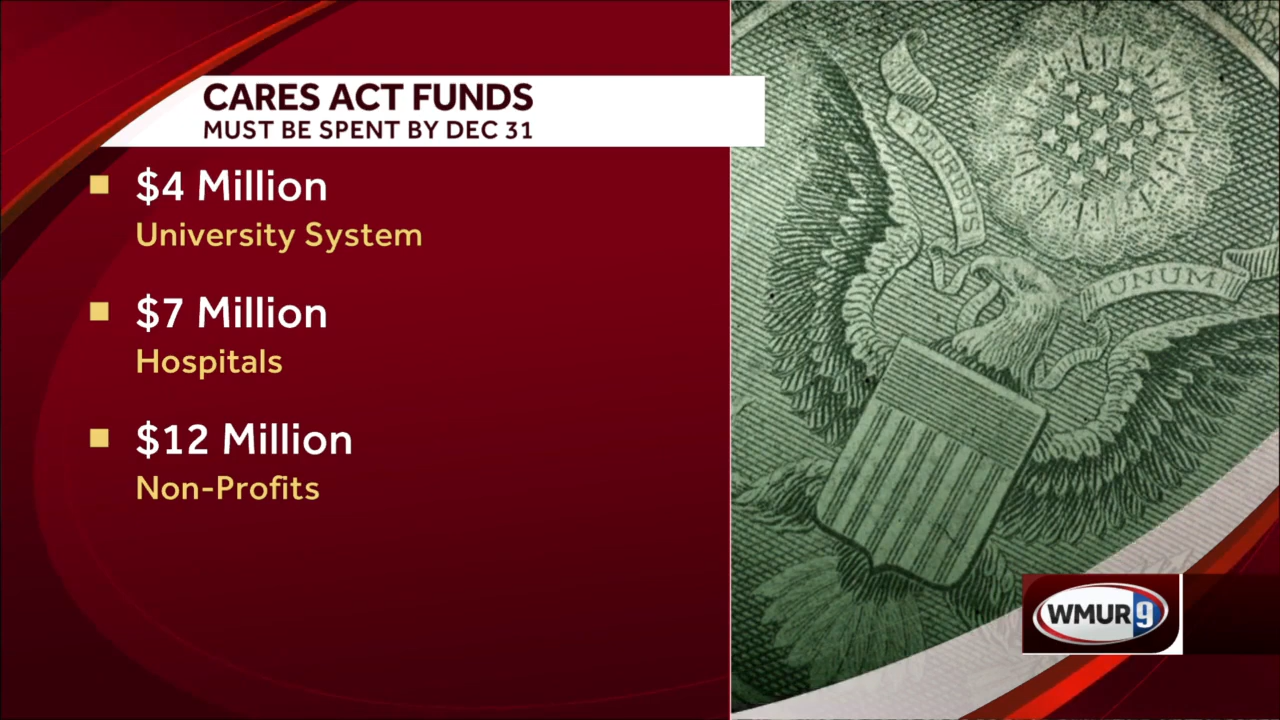 CARES ACT FUNDS
MUST BE SPENT BY DEC 31
$4 Million
University System
$7 Million
Hospitals
$12 Million
Non-Profits
E PLURIBUS
UNUM
WMUR 9